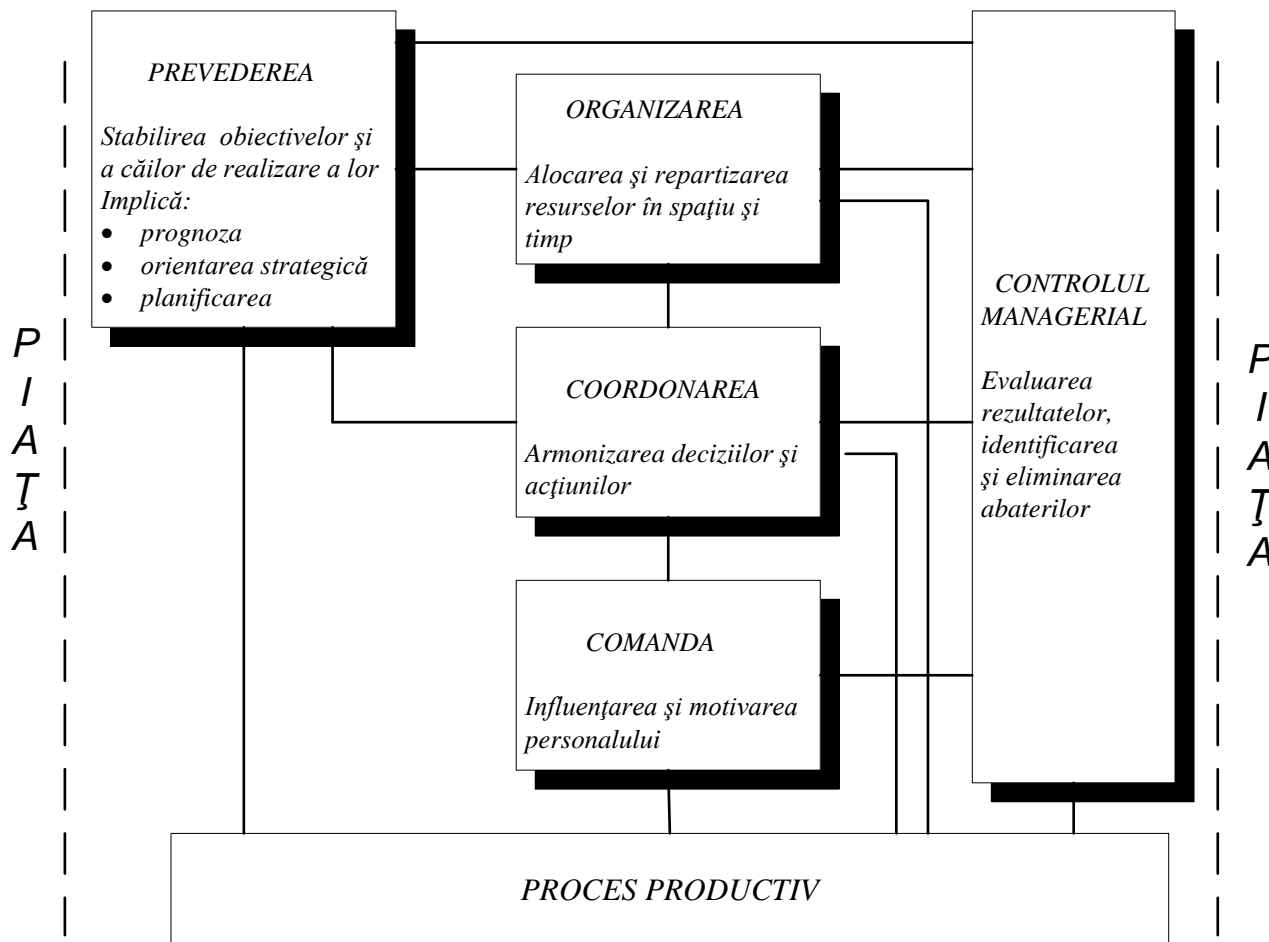 PREVEDEREA
Stabilirea obiectivelor şi
a căilor de realizare a lor
Implică:
• prognoza
• orientarea strategică
• planificarea
ORGANIZAREA
Alocarea şi repartizarea
resurselor în spaţiu şi
timp
COORDONAREA
Armonizarea deciziilor şi
acţiunilor
COMANDA
Influenţarea şi motivarea
personalului
CONTROLUL
MANAGERIAL
Evaluarea
rezultatelor,
identificarea
şi eliminarea
abaterilor
P
I
A
Ţ
A
P
I
A
Ţ
A
PROCES PRODUCTIV